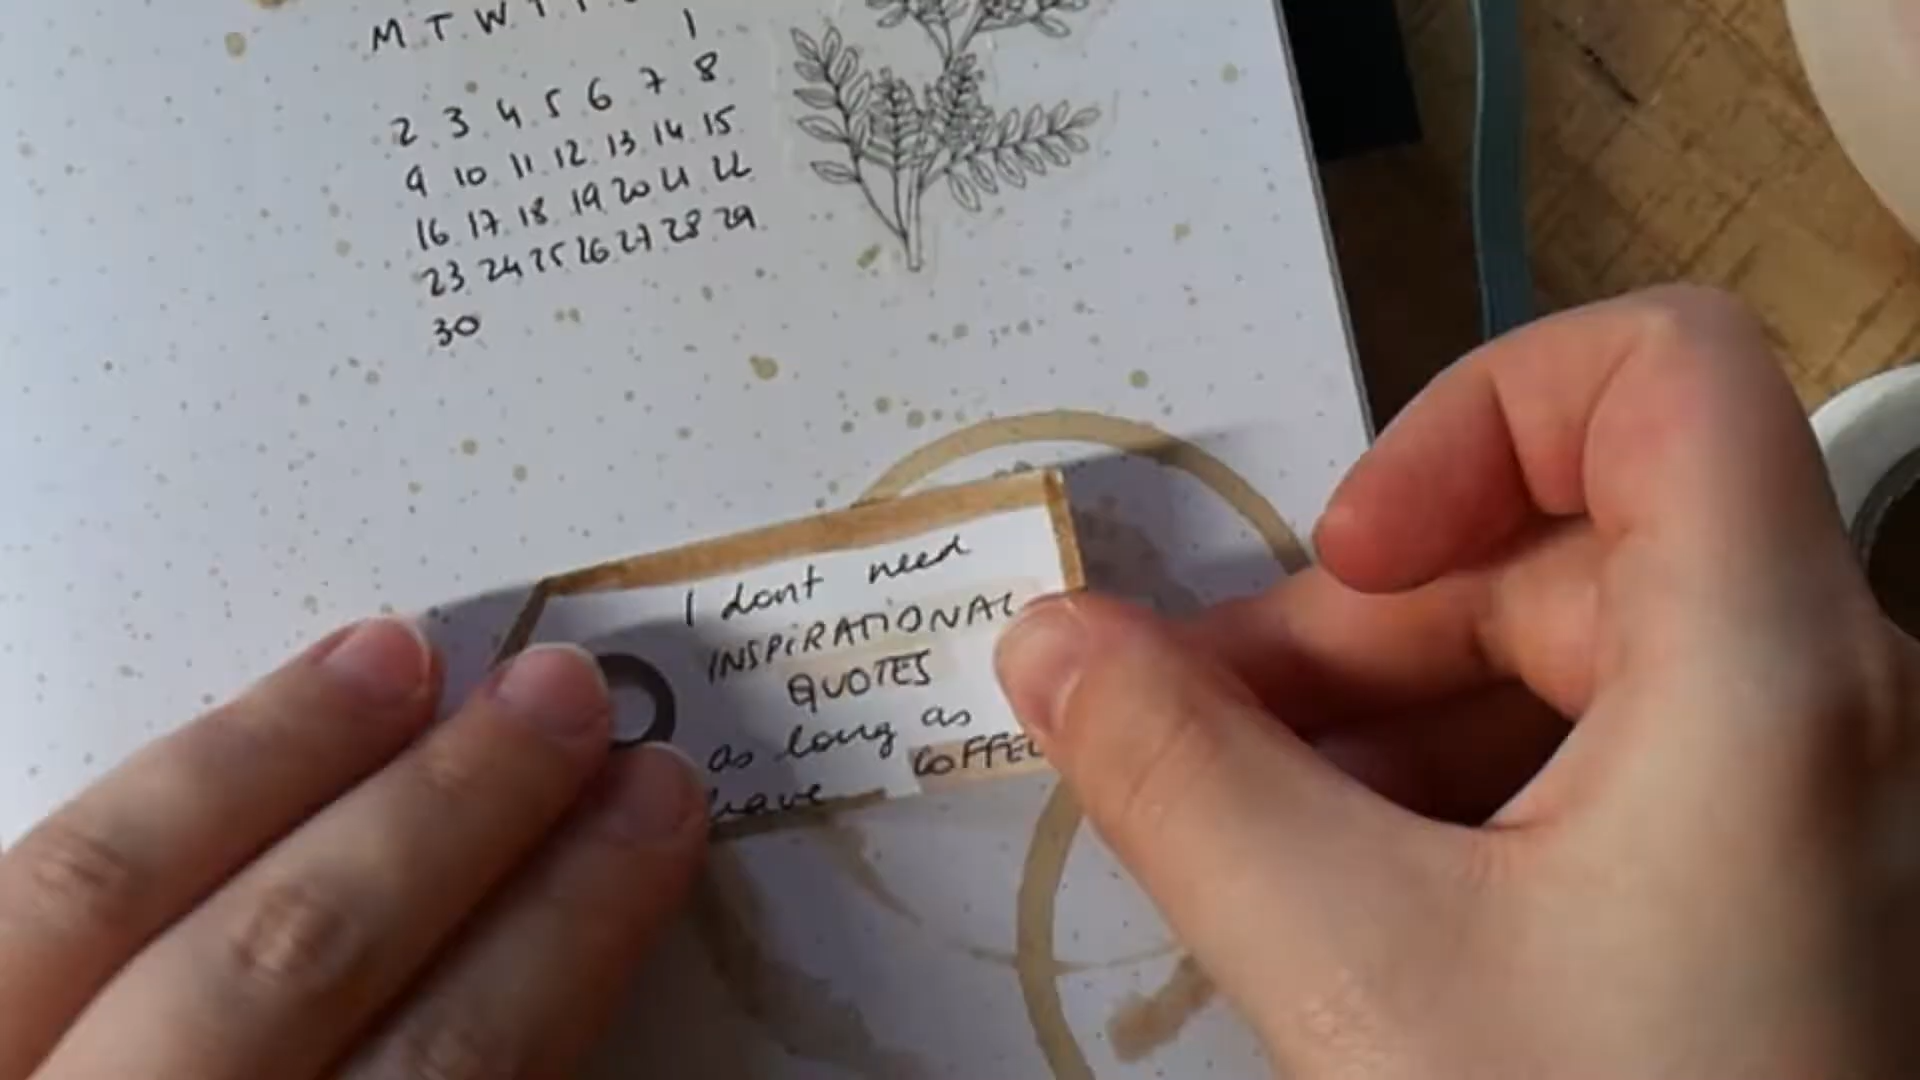 M T W T F
1
2 3 4 5 6 7 8
9 10 11 12 13 14 15
16 17 18 19 20 21 22
23 24 25 26 27 28 29
30
I dont need
INSPIRATIONAL
QUOTES
as long as
have COFFEE